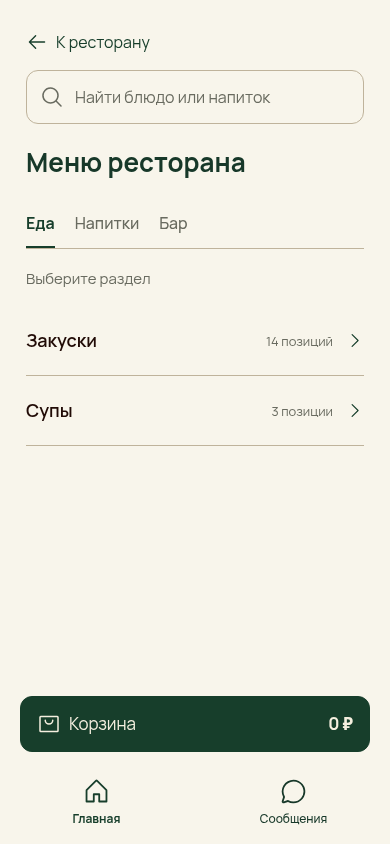 К ресторану
Найти блюдо или напиток
Меню ресторана
Еда Напитки Бар
Выберите раздел
Закуски 14 позиций
Супы 3 позиции
Корзина 0 ₽
Главная Сообщения